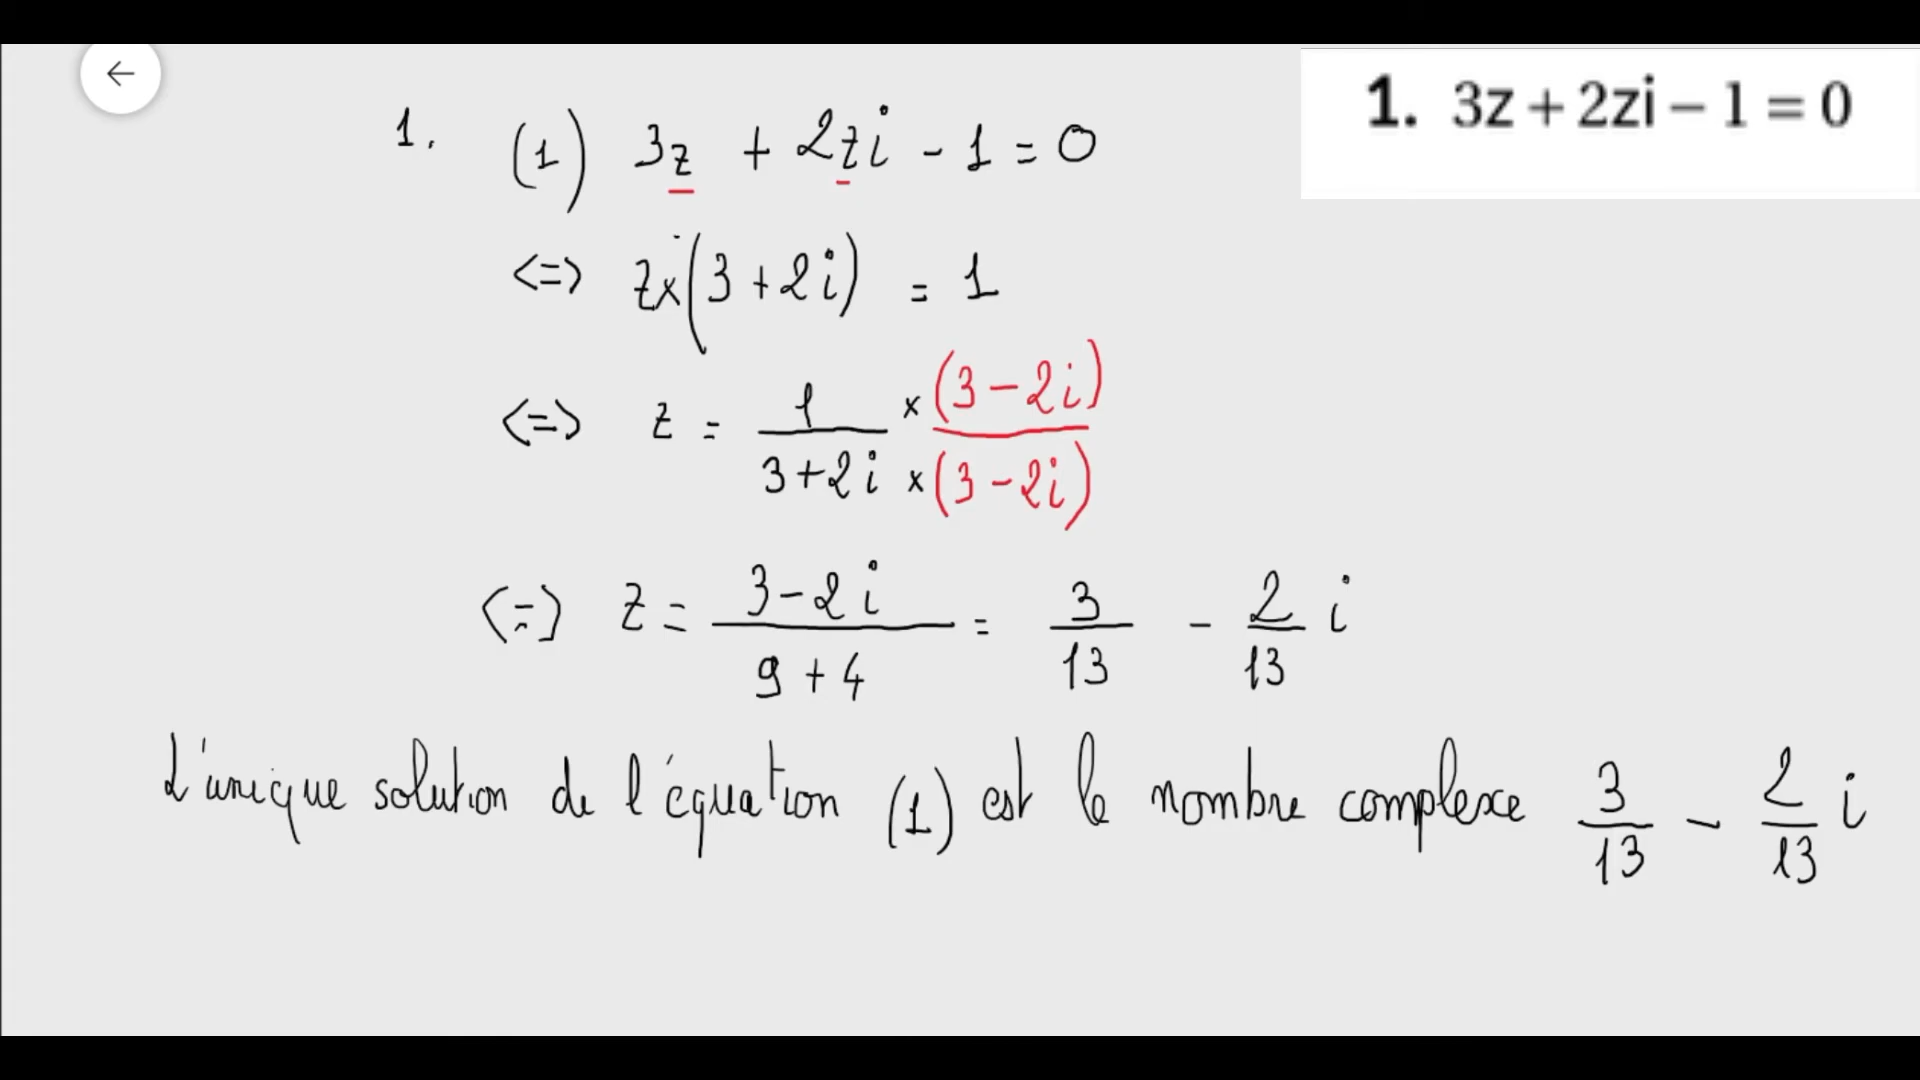 1. 3z + 2zi − 1 = 0
1. (1) 3z + 2zi - 1 = 0
<=> z×(3 + 2i) = 1
<=> z = 1/(3+2i) × (3-2i)/(3-2i)
<=> z = (3-2i)/(9+4) = 3/13 - 2/13 i
L'unique solution de l'équation (1) est le nombre complexe 3/13 - 2/13 i